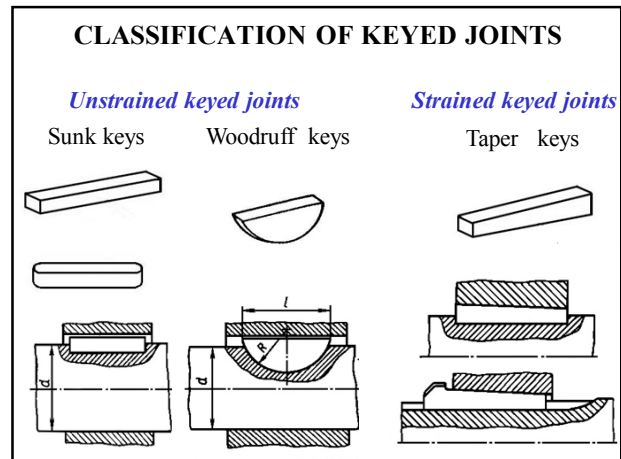 CLASSIFICATION OF KEYED JOINTS
Unstrained keyed joints
Strained keyed joints
Sunk keys
Woodruff keys
Taper keys
l
R
d
d